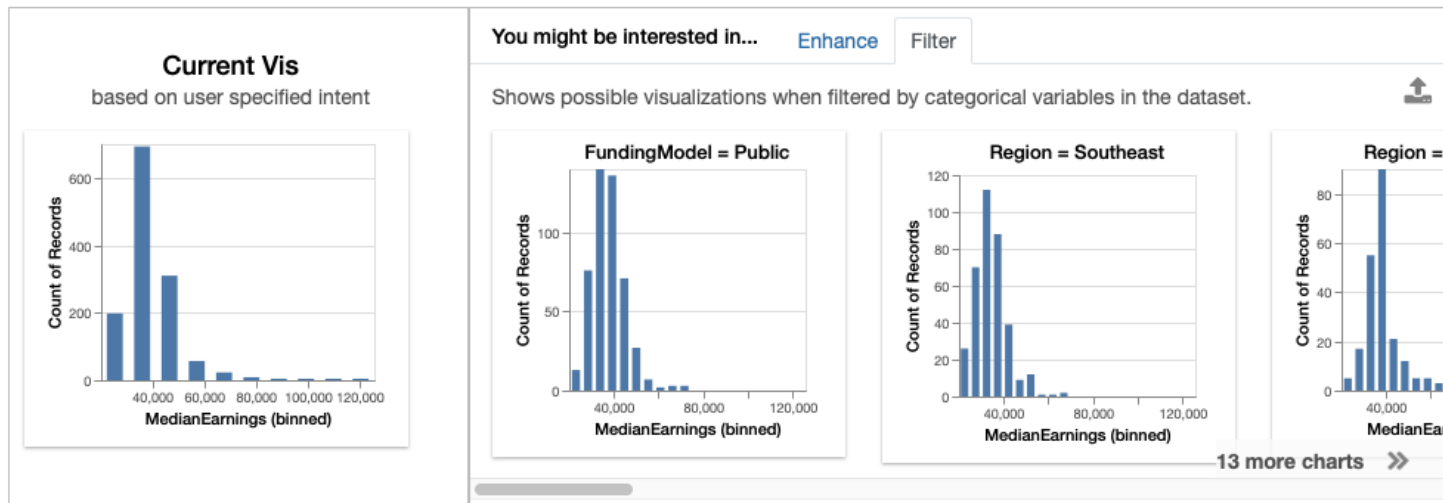 Current Vis
based on user specified intent
600
400
200
0
Count of Records
40,000 60,000 80,000 100,000 120,000
MedianEarnings (binned)
You might be interested in... Enhance Filter
Shows possible visualizations when filtered by categorical variables in the dataset.
FundingModel = Public
100
50
0
Count of Records
40,000 80,000 120,000
MedianEarnings (binned)
Region = Southeast
120
100
80
60
40
20
0
Count of Records
40,000 80,000 120,000
MedianEarnings (binned)
Region =
80
60
40
20
0
Count of Records
40,000
MedianEa
13 more charts